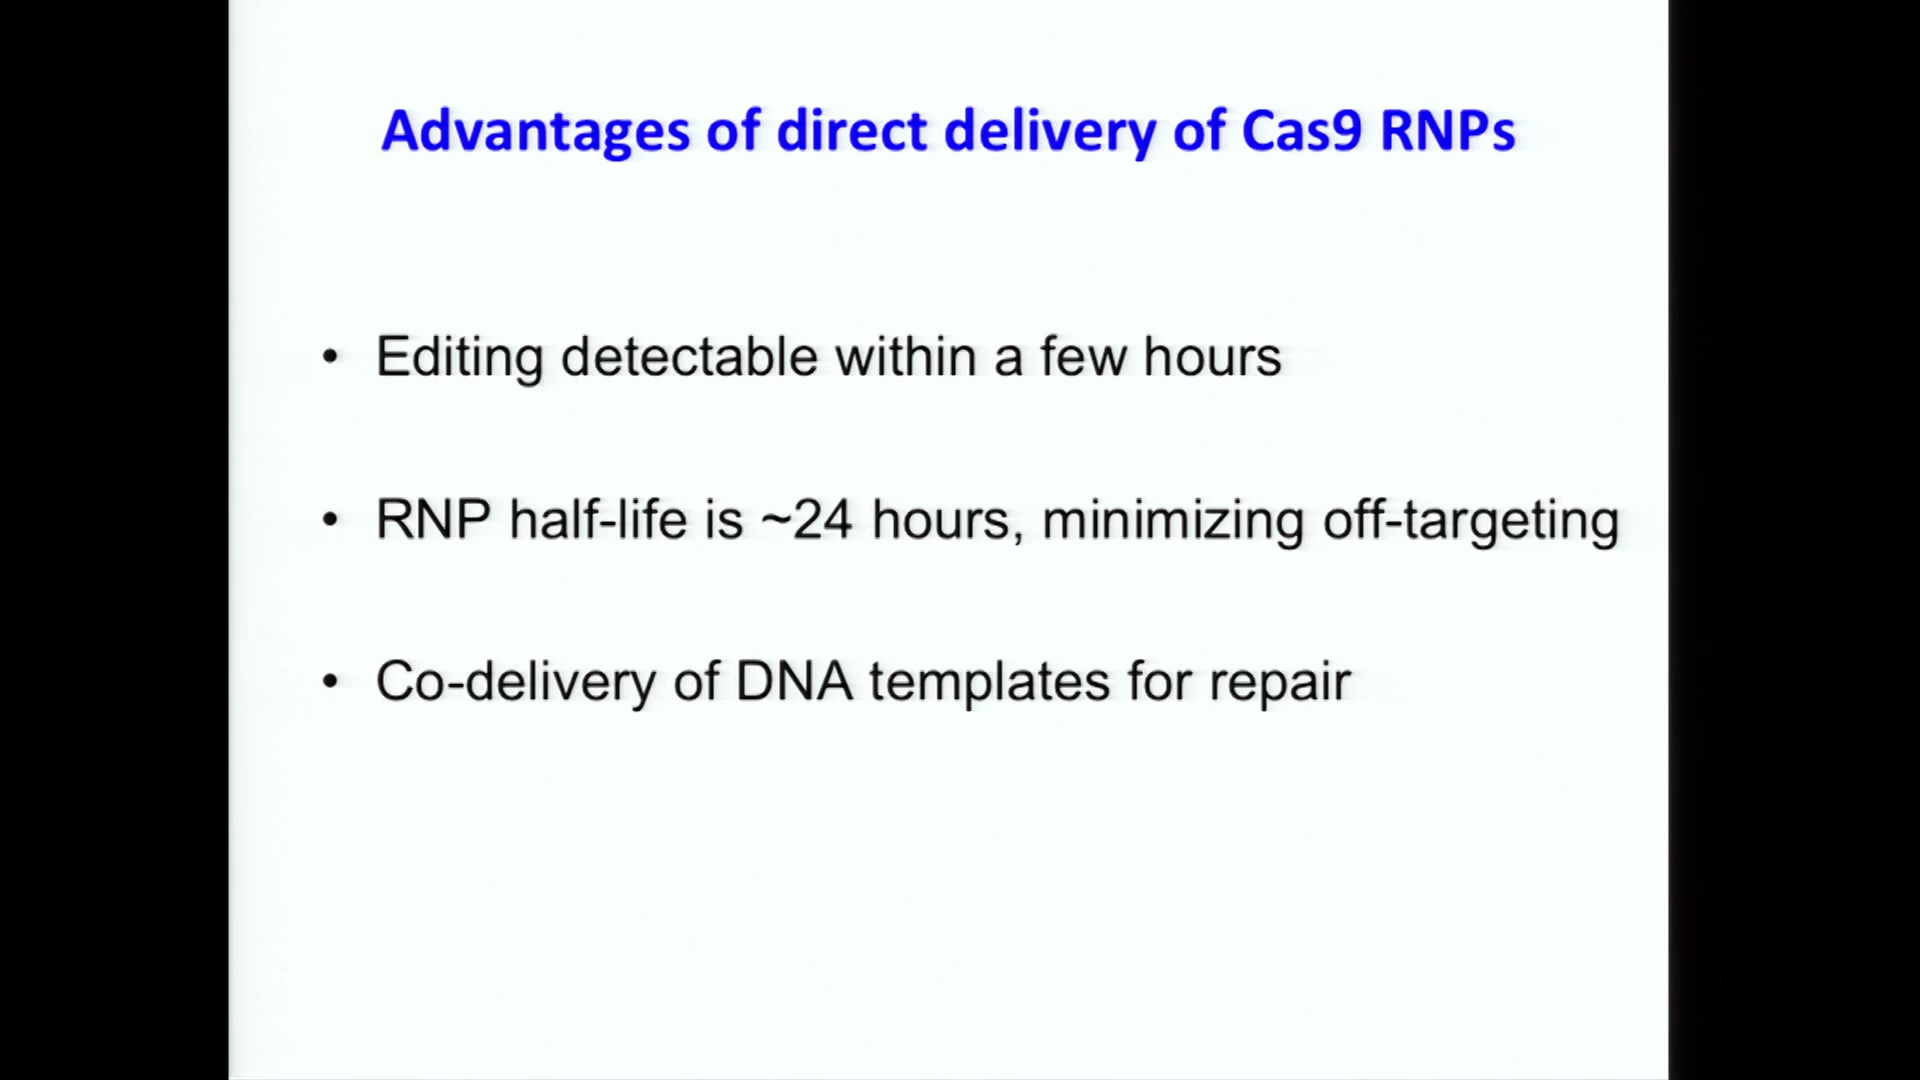 Advantages of direct delivery of Cas9 RNPs
• Editing detectable within a few hours
• RNP half-life is ~24 hours, minimizing off-targeting
• Co-delivery of DNA templates for repair